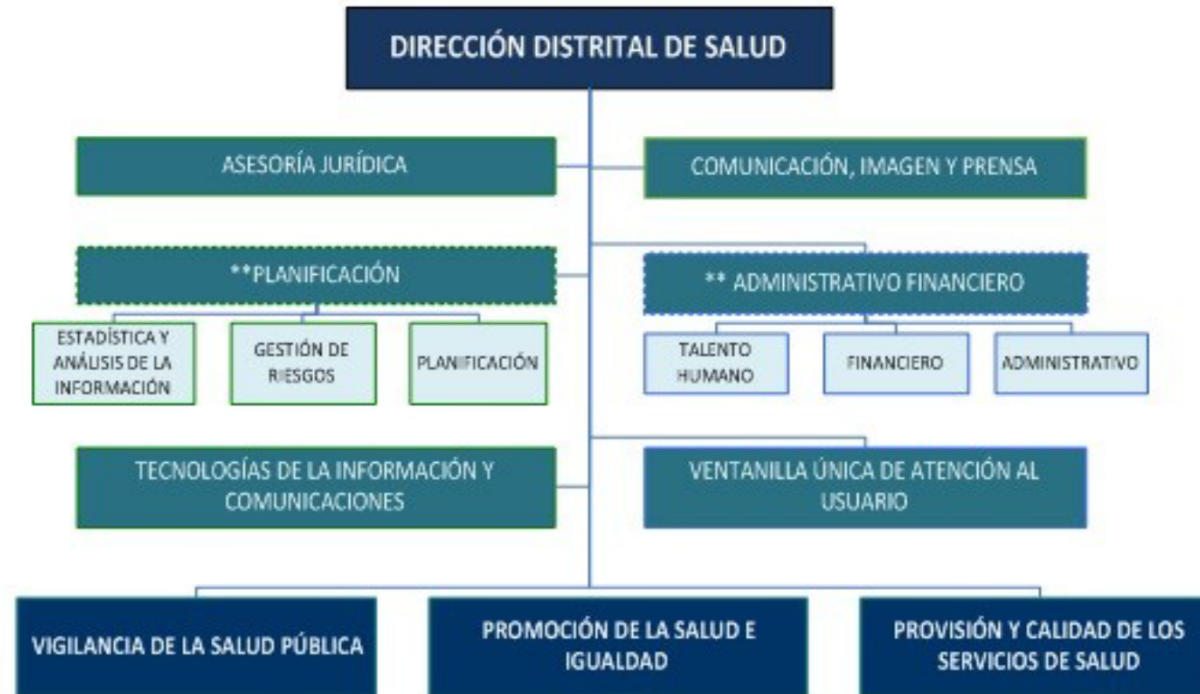 DIRECCIÓN DISTRITAL DE SALUD
ASESORÍA JURÍDICA
COMUNICACIÓN, IMAGEN Y PRENSA
**PLANIFICACIÓN
** ADMINISTRATIVO FINANCIERO
ESTADÍSTICA Y
ANÁLISIS DE LA
INFORMACIÓN
GESTIÓN DE
RIESGOS
PLANIFICACIÓN
TALENTO
HUMANO
FINANCIERO
ADMINISTRATIVO
TECNOLOGÍAS DE LA INFORMACIÓN Y
COMUNICACIONES
VENTANILLA ÚNICA DE ATENCIÓN AL
USUARIO
VIGILANCIA DE LA SALUD PÚBLICA
PROMOCIÓN DE LA SALUD E
IGUALDAD
PROVISIÓN Y CALIDAD DE LOS
SERVICIOS DE SALUD